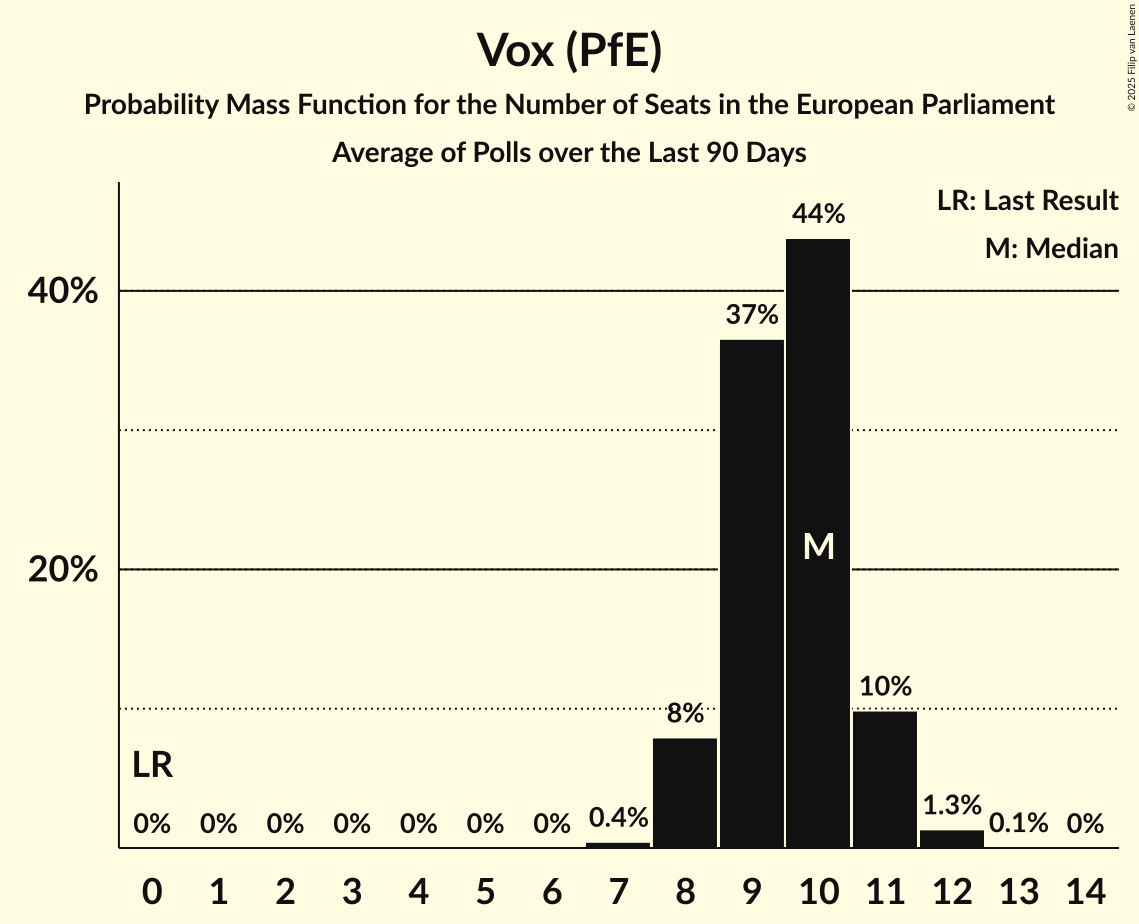 Vox (PfE)
Probability Mass Function for the Number of Seats in the European Parliament
Average of Polls over the Last 90 Days
© 2025 Filip van Laenen
LR: Last Result
M: Median
40%
20%
LR
M
0% 0% 0% 0% 0% 0% 0% 0.4% 8% 37% 44% 10% 1.3% 0.1% 0%
0 1 2 3 4 5 6 7 8 9 10 11 12 13 14